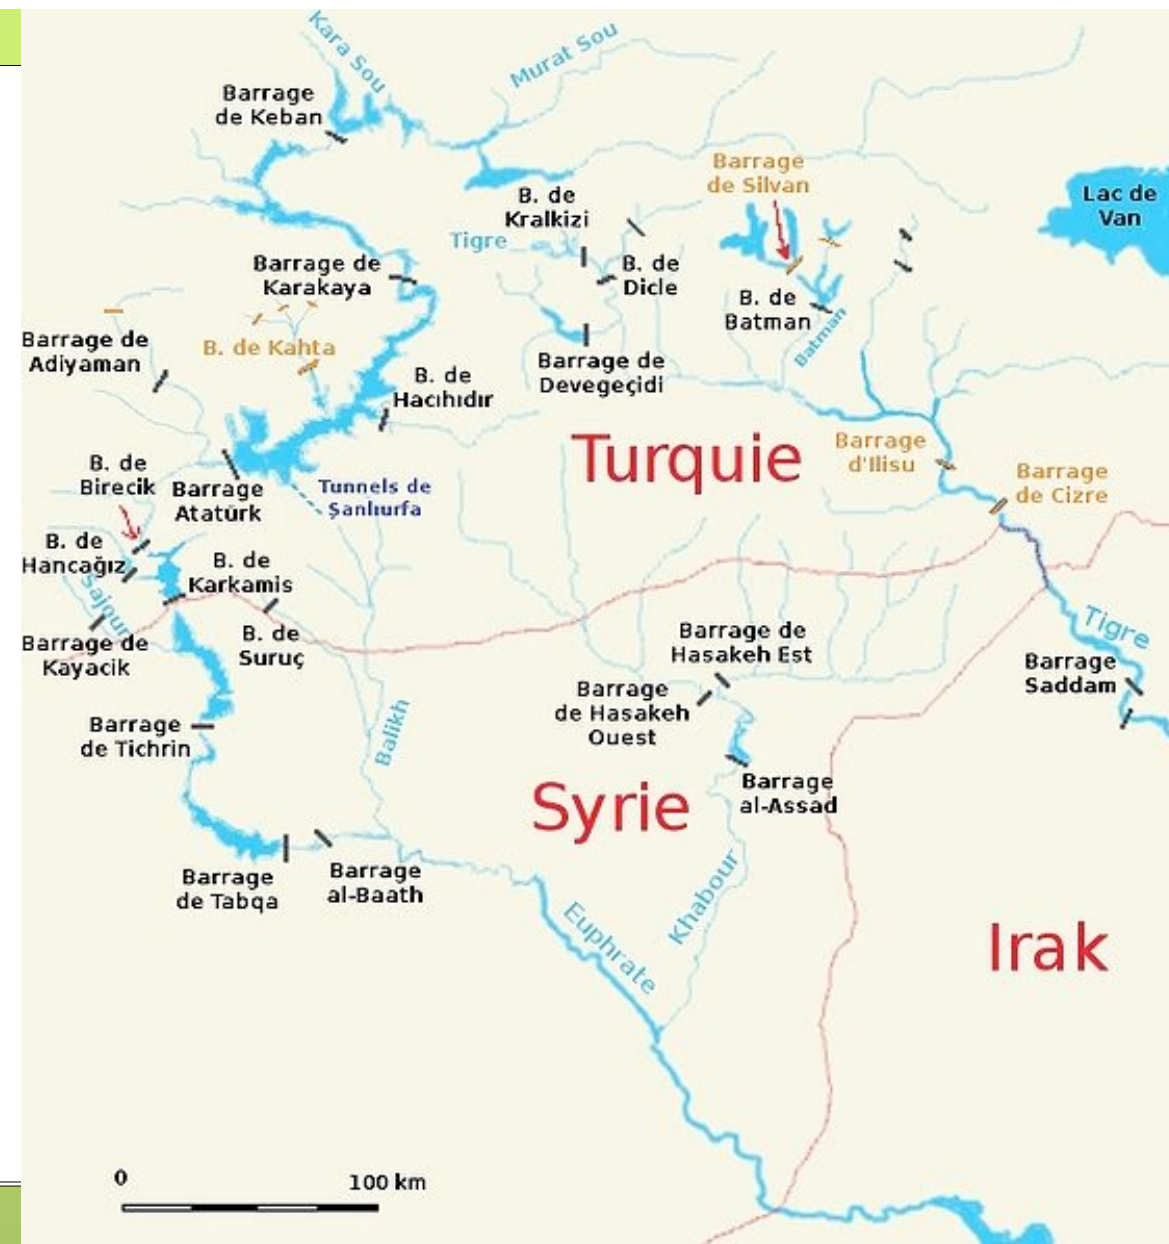 Kara Sou
Murat Sou
Barrage
de Keban
Barrage
de Silvan
Lac de
Van
B. de
Kralkizi
Tigre
B. de
Dicle
Barrage de
Karakaya
B. de
Batman
Batman
Barrage de
Adiyaman
B. de Kahta
Barrage de
Devegeçidi
B. de
Hacıhıdır
Turquie
Barrage
d'Ilisu
Barrage
de Cizre
B. de
Birecik
Barrage
Atatürk
Tunnels de
Şanlıurfa
B. de
Hancağız
B. de
Karkamis
Sajour
Barrage de
Kayacik
B. de
Suruç
Barrage de
Hasakeh Est
Tigre
Barrage
Saddam
Barrage
de Hasakeh
Ouest
Barrage
de Tichrin
Balikh
Barrage
al-Assad
Syrie
Barrage
de Tabqa
Barrage
al-Baath
Khabour
Euphrate
Irak
0
100 km